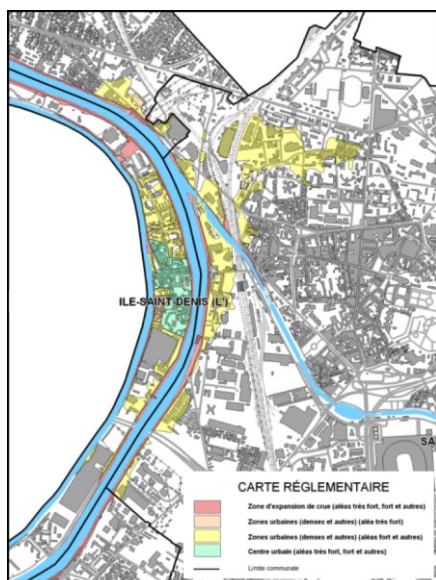 ILE-SAINT-DENIS (L')
SA
CARTE RÉGLEMENTAIRE
Zone d'expansion de crue (aléas très fort, fort et autres)
Zones urbaines (denses et autres) (aléa très fort)
Zones urbaines (denses et autres) (aléas fort et autres)
Centre urbain (aléas très fort, fort et autres)
Limite communale